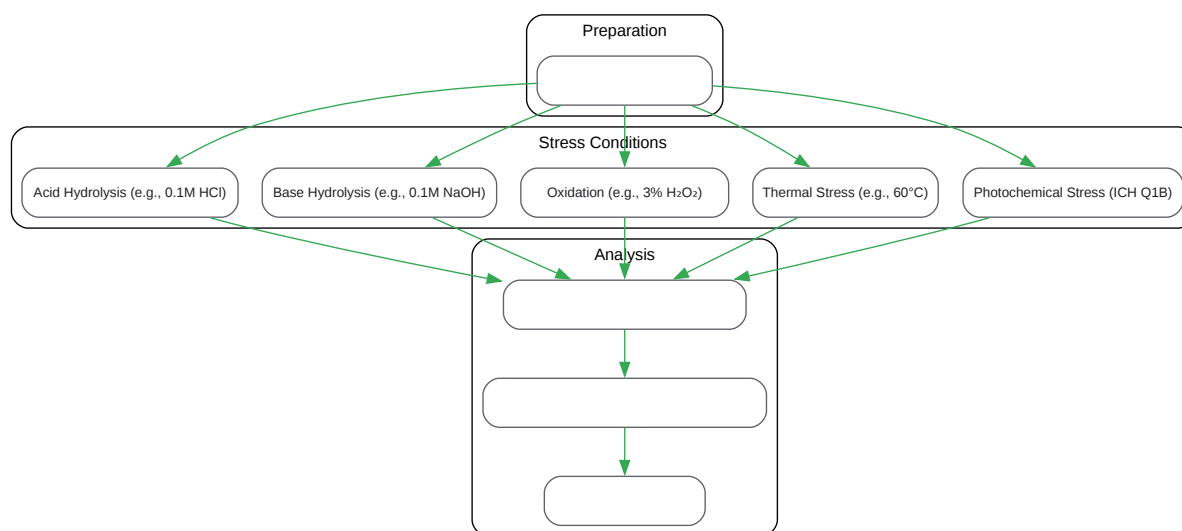 Preparation
Stress Conditions
Acid Hydrolysis (e.g., 0.1M HCl)
Base Hydrolysis (e.g., 0.1M NaOH)
Oxidation (e.g., 3% H₂O₂)
Thermal Stress (e.g., 60°C)
Photochemical Stress (ICH Q1B)
Analysis